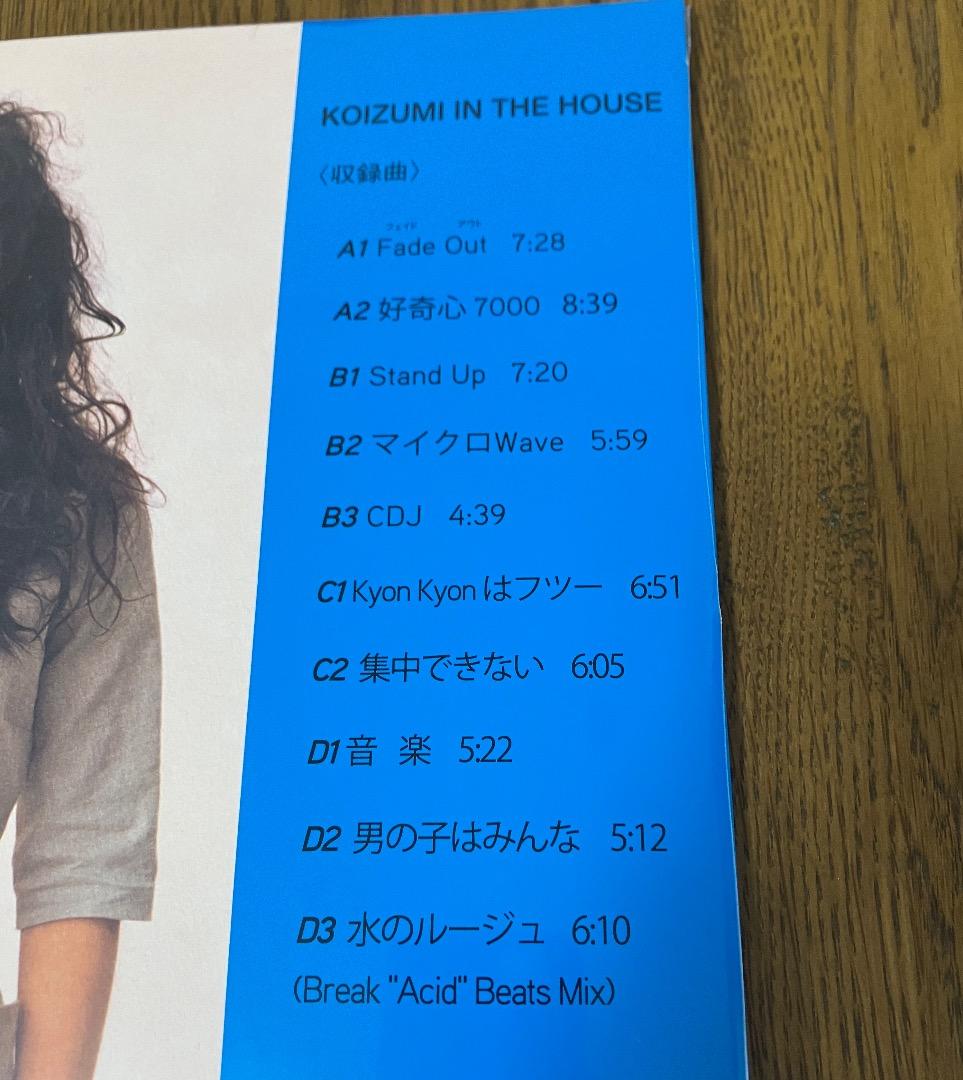 KOIZUMI IN THE HOUSE
〈収録曲〉
フェイド アウト
A1 Fade Out 7:28
A2 好奇心 7000 8:39
B1 Stand Up 7:20
B2 マイクロWave 5:59
B3 CDJ 4:39
C1 Kyon Kyon はフツー 6:51
C2 集中できない 6:05
D1 音 楽 5:22
D2 男の子はみんな 5:12
D3 水のルージュ 6:10
(Break "Acid" Beats Mix)